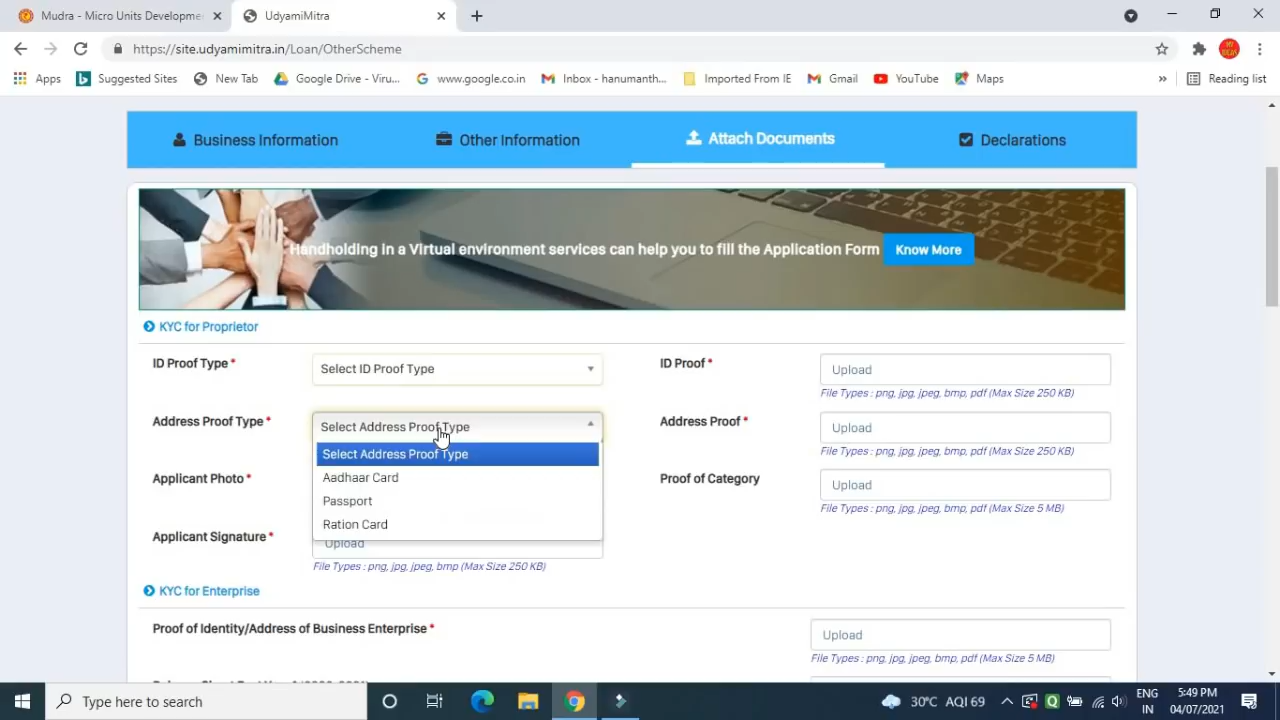 Mudra - Micro Units Developme
UdyamiMitra
https://site.udyamimitra.in/Loan/OtherScheme
Apps
Suggested Sites
New Tab
Google Drive - Viru...
www.google.co.in
Inbox - hanumanth...
Imported From IE
Gmail
YouTube
Maps
»
Reading list
Business Information
Other Information
Attach Documents
Declarations
Handholding in a Virtual environment services can help you to fill the Application Form
Know More
KYC for Proprietor
ID Proof Type *
Select ID Proof Type
ID Proof *
Upload
File Types : png, jpg, jpeg, bmp, pdf (Max Size 250 KB)
Address Proof Type *
Select Address Proof Type
Address Proof *
Upload
File Types : png, jpg, jpeg, bmp, pdf (Max Size 250 KB)
Select Address Proof Type
Aadhaar Card
Passport
Ration Card
Applicant Photo *
Proof of Category
Upload
File Types : png, jpg, jpeg, bmp, pdf (Max Size 5 MB)
Applicant Signature *
Upload
File Types : png, jpg, jpeg, bmp (Max Size 250 KB)
KYC for Enterprise
Proof of Identity/Address of Business Enterprise *
Upload
File Types : png, jpg, jpeg, bmp, pdf (Max Size 5 MB)
Type here to search
30°C AQI 69
ENG
IN
5:49 PM
04/07/2021